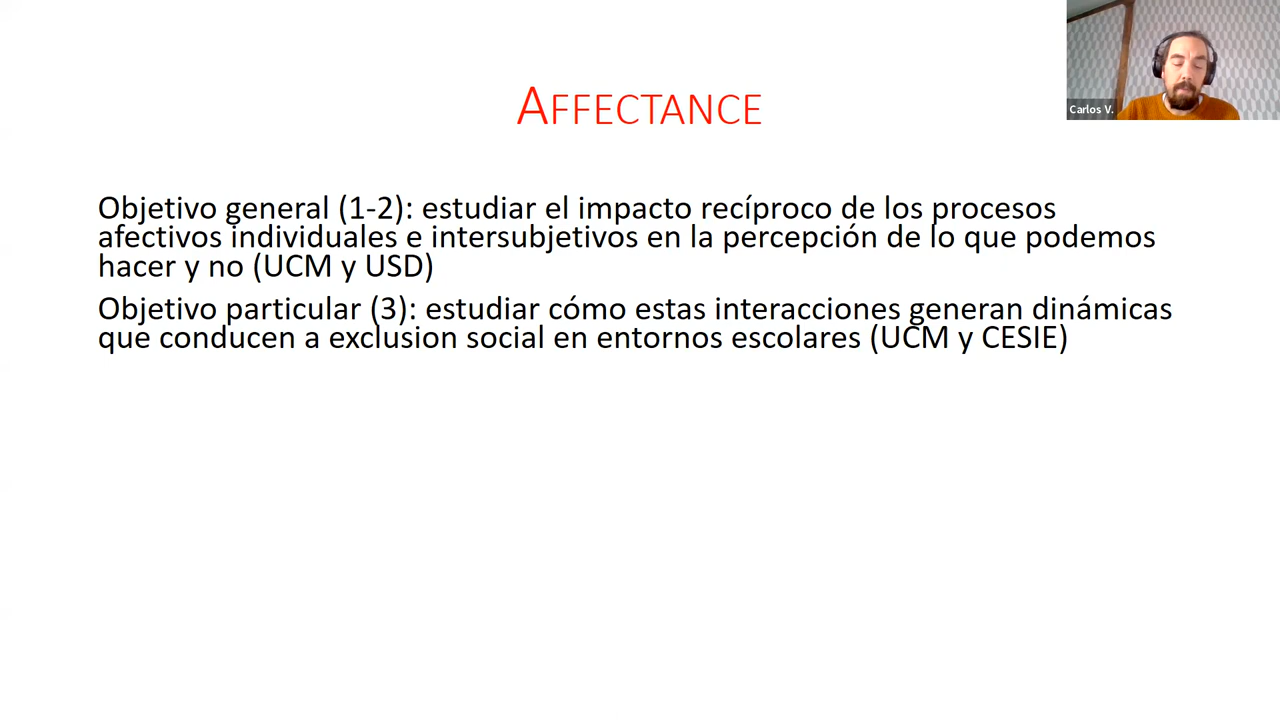 AFFECTANCE
Carlos V.
Objetivo general (1-2): estudiar el impacto recíproco de los procesos
afectivos individuales e intersubjetivos en la percepción de lo que podemos
hacer y no (UCM y USD)
Objetivo particular (3): estudiar cómo estas interacciones generan dinámicas
que conducen a exclusion social en entornos escolares (UCM y CESIE)